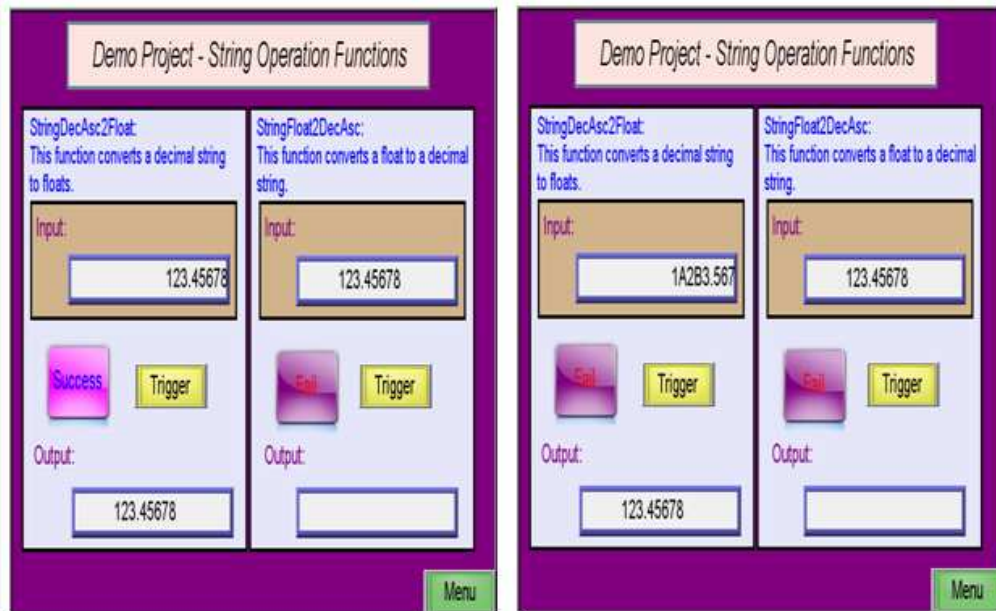 Demo Project - String Operation Functions
StringDecAsc2Float:
This function converts a decimal string
to floats.
Input:
123.45678
Success
Trigger
Output:
123.45678
StringFloat2DecAsc:
This function converts a float to a decimal
string.
Input:
123.45678
Fail
Trigger
Output:
Menu
Demo Project - String Operation Functions
StringDecAsc2Float:
This function converts a decimal string
to floats.
Input:
1A2B3.567
Fail
Trigger
Output:
123.45678
StringFloat2DecAsc:
This function converts a float to a decimal
string.
Input:
123.45678
Fail
Trigger
Output:
Menu